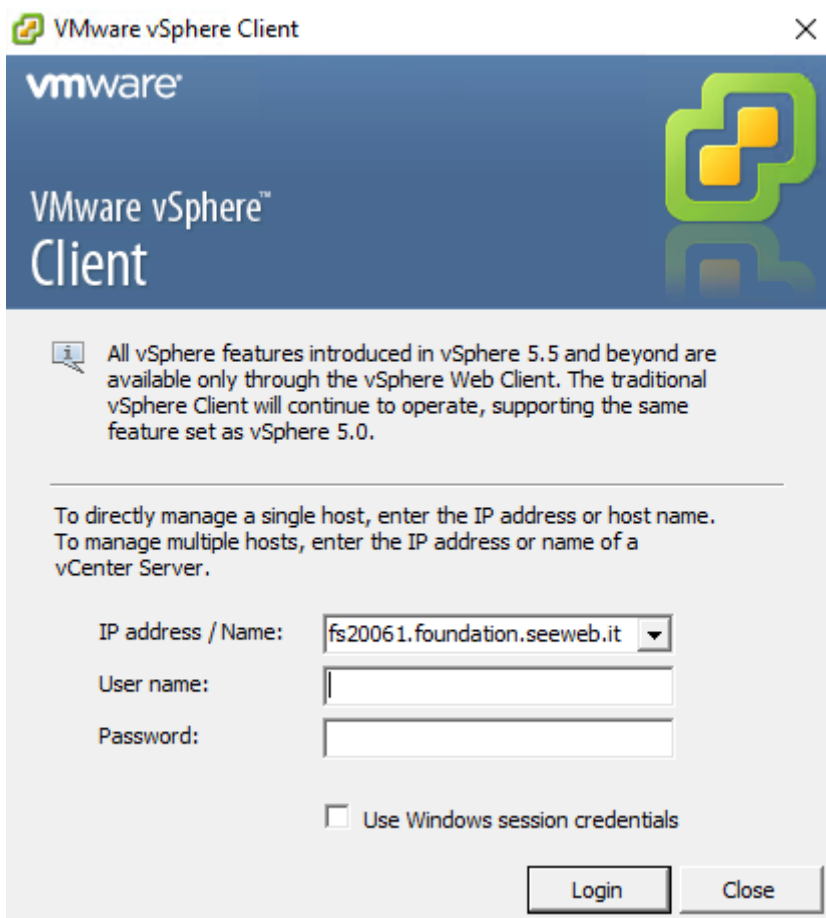 VMware vSphere Client
vmware®
VMware vSphere™
Client
All vSphere features introduced in vSphere 5.5 and beyond are
available only through the vSphere Web Client. The traditional
vSphere Client will continue to operate, supporting the same
feature set as vSphere 5.0.
To directly manage a single host, enter the IP address or host name.
To manage multiple hosts, enter the IP address or name of a
vCenter Server.
IP address / Name: fs20061.foundation.seeweb.it
User name:
Password:
Use Windows session credentials
Login Close